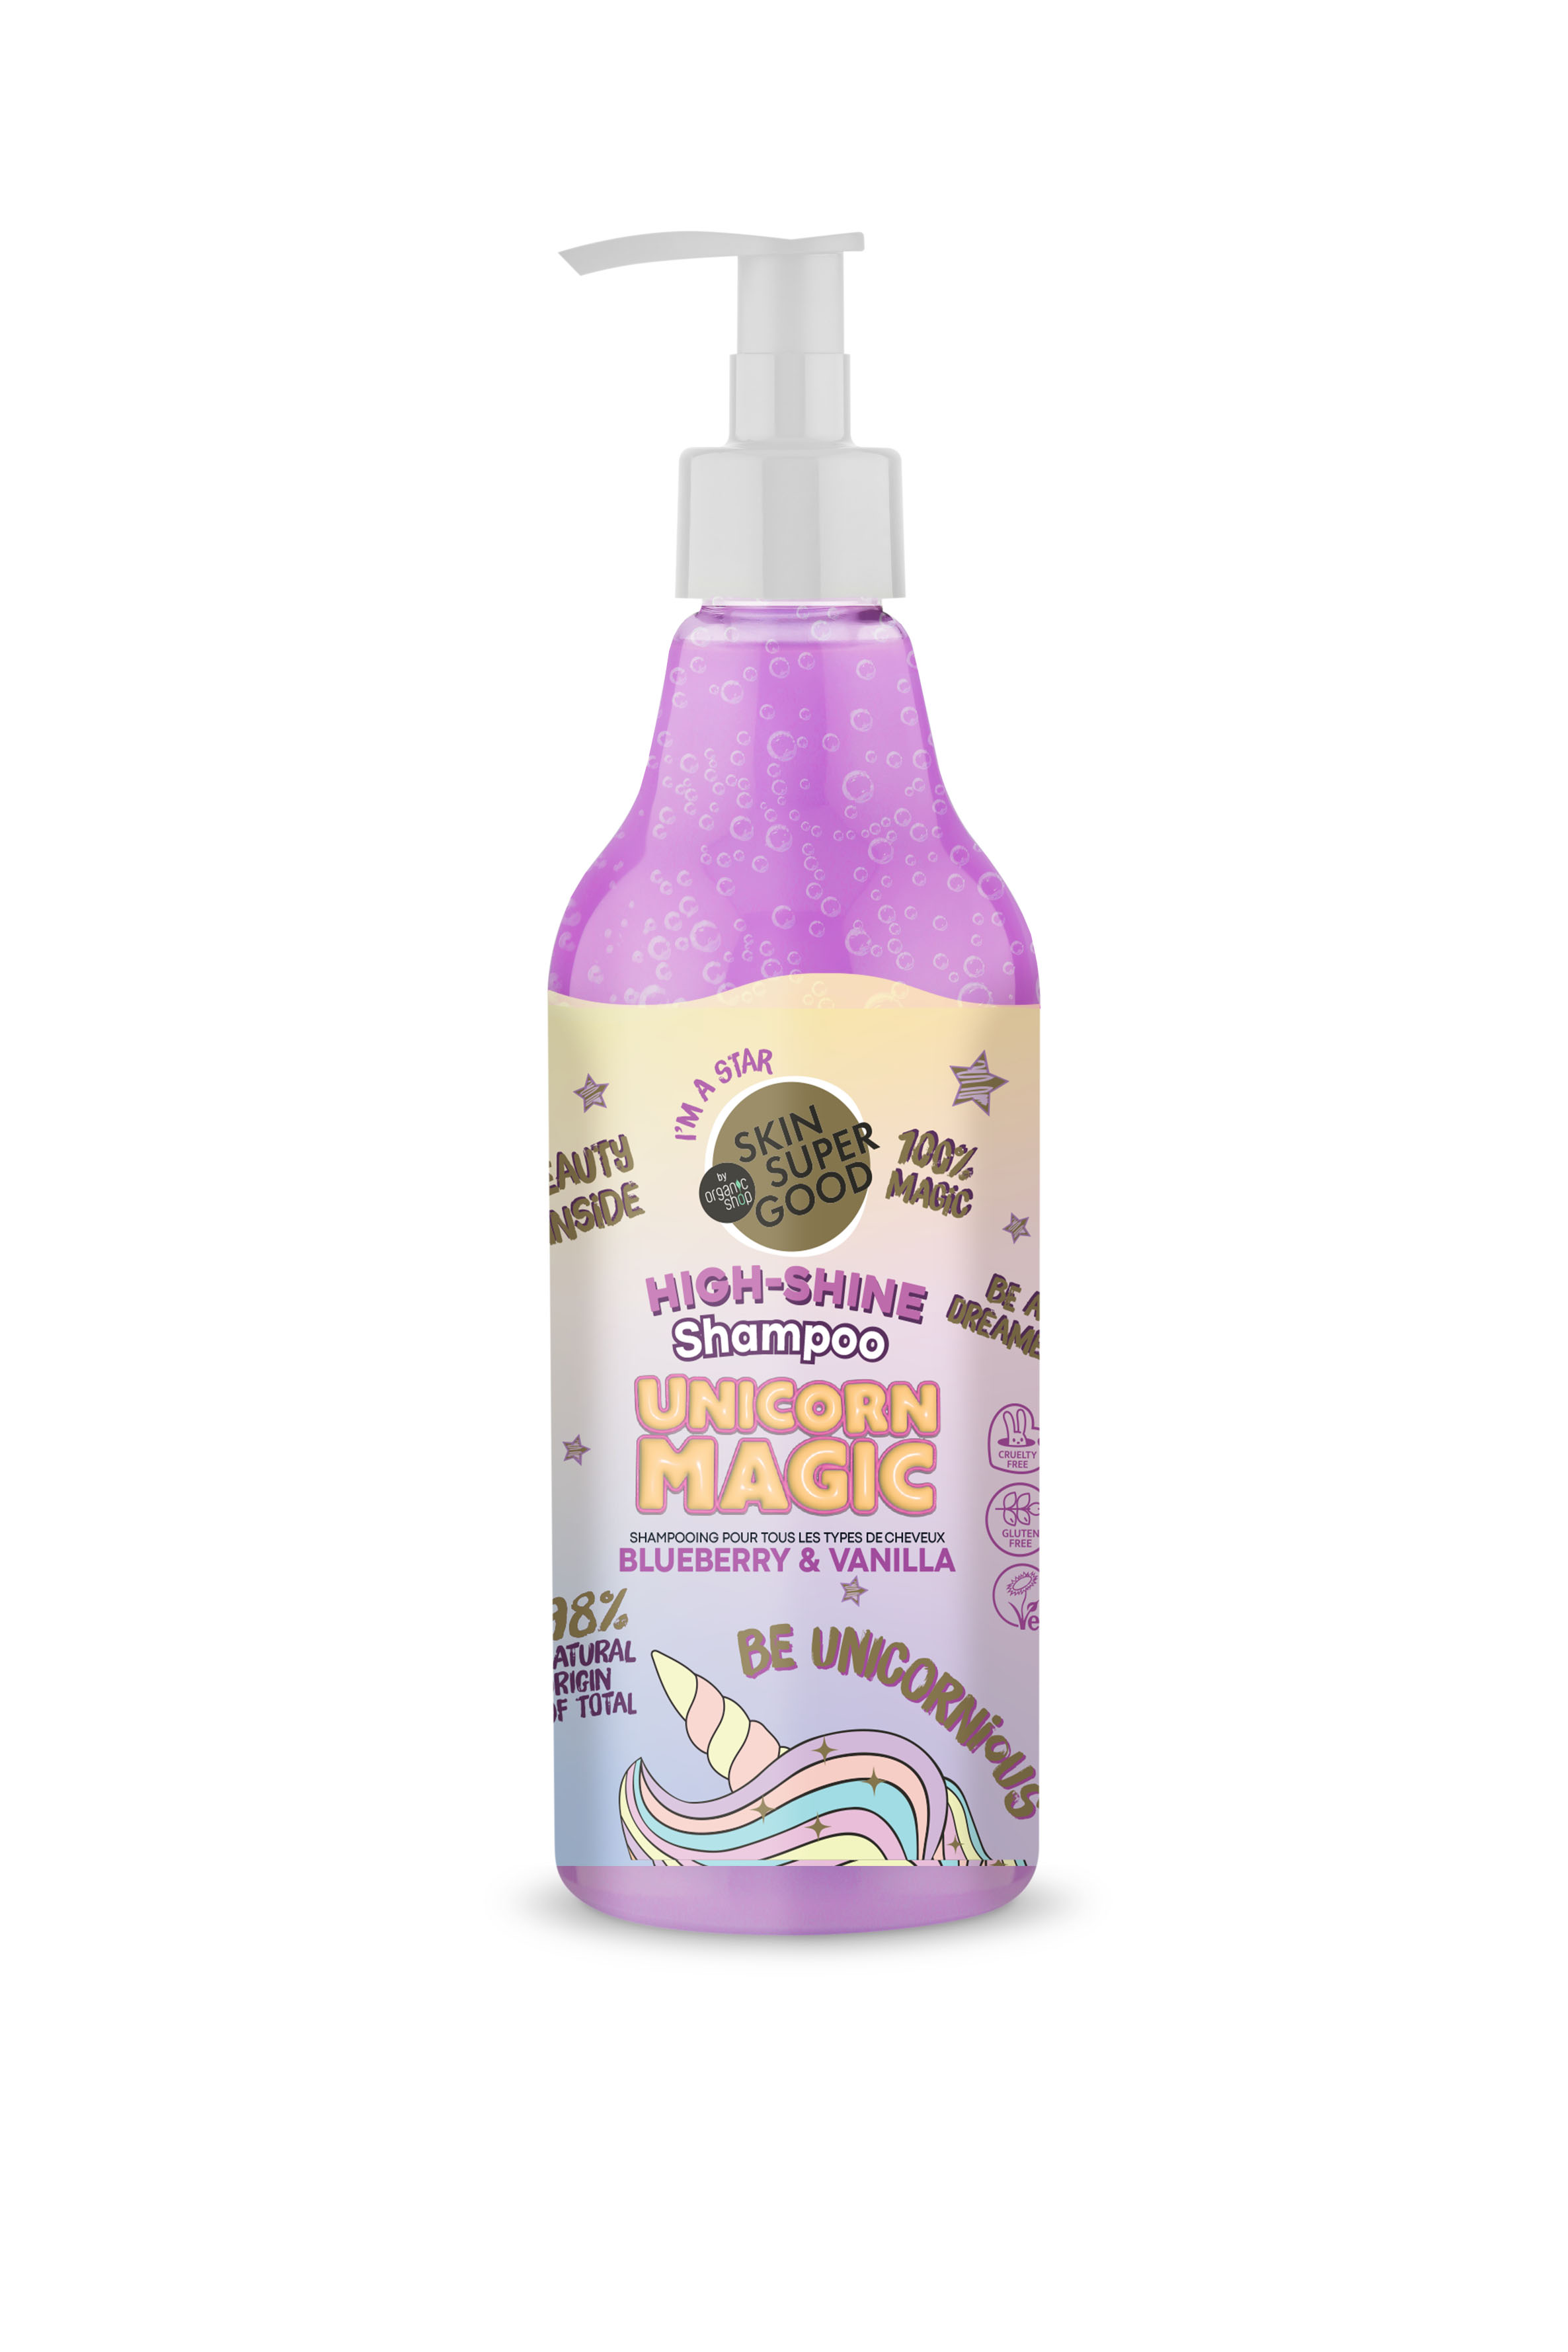 I'M A STAR
SKIN
SUPER
GOOD
by
organic
shop
EAUTY
NSiDE
100%
MAGiC
HIGH-SHINE
Shampoo
BE A
DREAME
UNICORN
MAGIC
CRUELTY
FREE
GLUTEN
FREE
SHAMPOOING POUR TOUS LES TYPES DE CHEVEUX
BLUEBERRY & VANILLA
98%
ATURAL
RIGIN
OF TOTAL
BE UNICORNiOUS